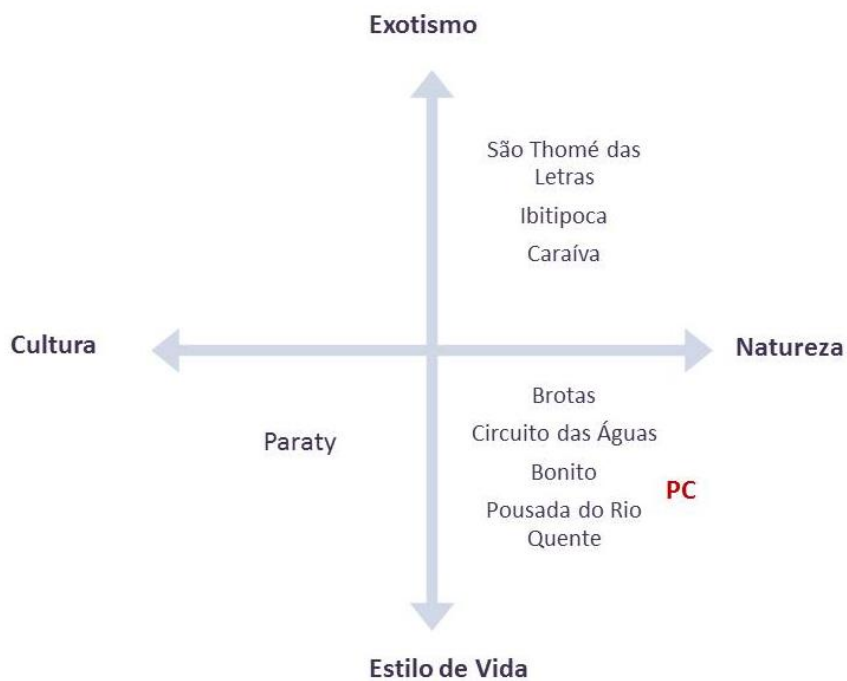 Exotismo
São Thomé das
Letras
Ibitipoca
Caraíva
Cultura
Natureza
Brotas
Circuito das Águas
Paraty
Bonito
PC
Pousada do Rio
Quente
Estilo de Vida